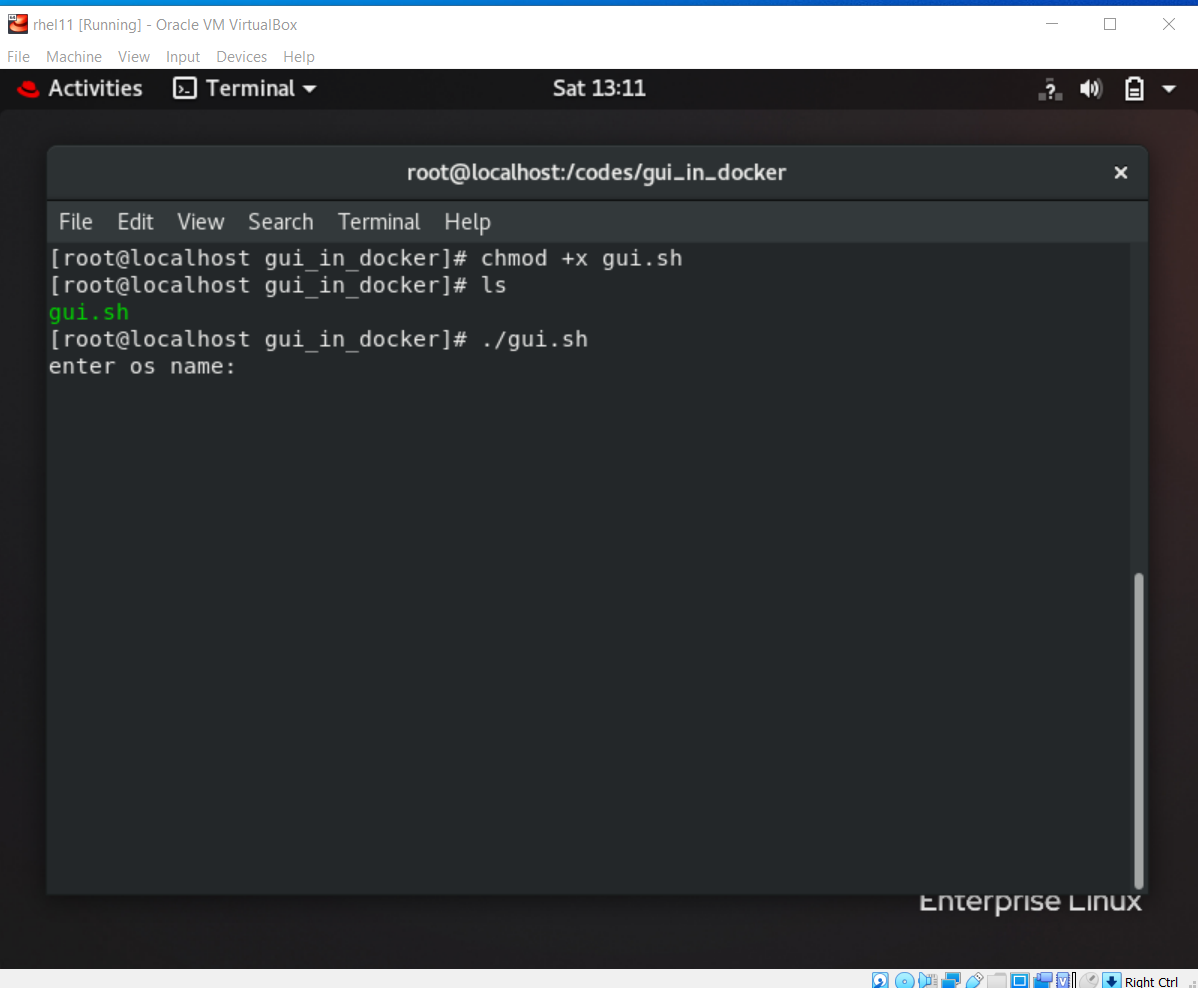 rhel11 [Running] - Oracle VM VirtualBox
File Machine View Input Devices Help
Activities Terminal Sat 13:11 ?
root@localhost:/codes/gui_in_docker
File Edit View Search Terminal Help
[root@localhost gui_in_docker]# chmod +x gui.sh
[root@localhost gui_in_docker]# ls
gui.sh
[root@localhost gui_in_docker]# ./gui.sh
enter os name:
Enterprise Linux
Right Ctrl